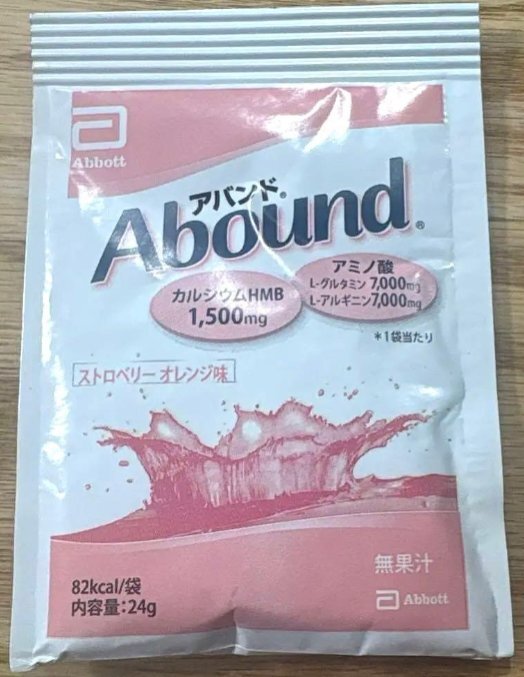 Abbott
アバンド®
Abound®
カルシウムHMB
1,500mg
アミノ酸
L-グルタミン 7,000mg
L-アルギニン7,000mg
*1袋当たり
ストロベリー オレンジ味
82kcal/袋
内容量:24g
無果汁
Abbott